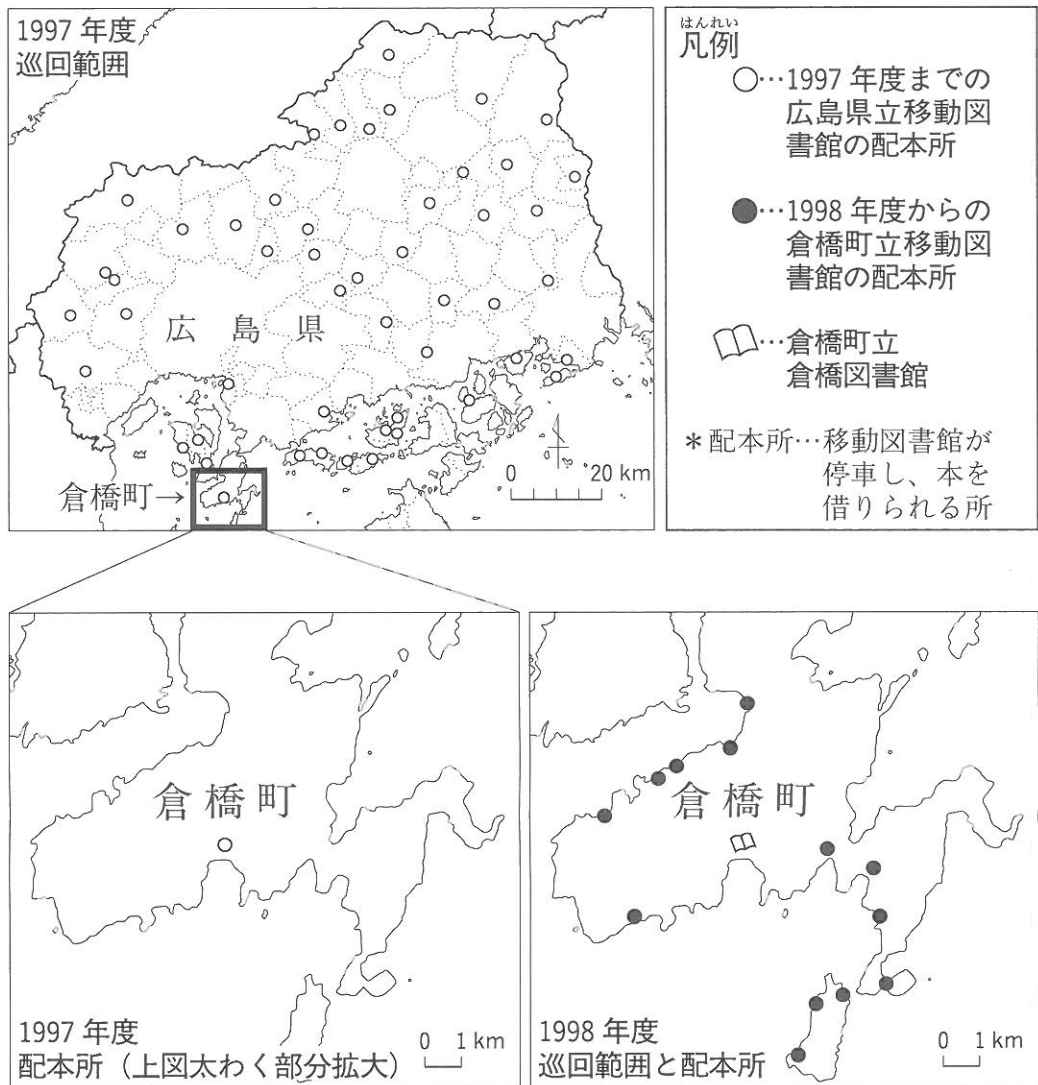 1997 年度
巡回範囲
広島県
倉橋町→
0 20 km
はんれい
凡例
○…1997 年度までの
広島県立移動図
書館の配本所
●…1998 年度からの
倉橋町立移動図
書館の配本所
…倉橋町立
倉橋図書館
*配本所…移動図書館が
停車し、本を
借りられる所
倉橋町
1997 年度
配本所（上図太わく部分拡大）
0 1 km
倉橋町
1998 年度
巡回範囲と配本所
0 1 km